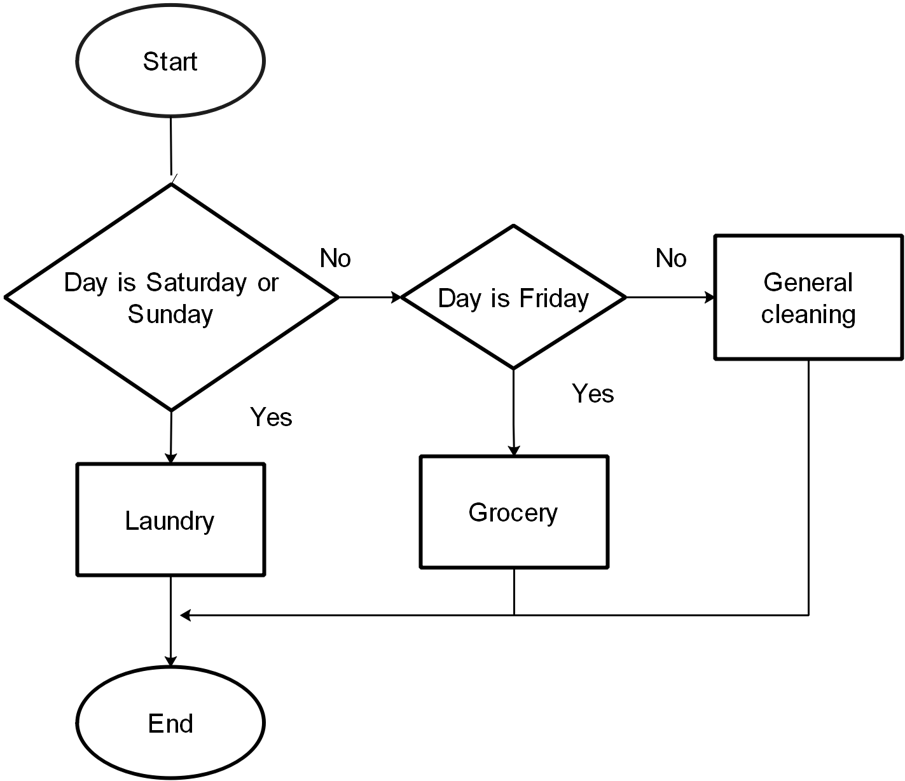 Start
Day is Saturday or
Sunday
No
Day is Friday
No
General
cleaning
Yes
Yes
Laundry
Grocery
End